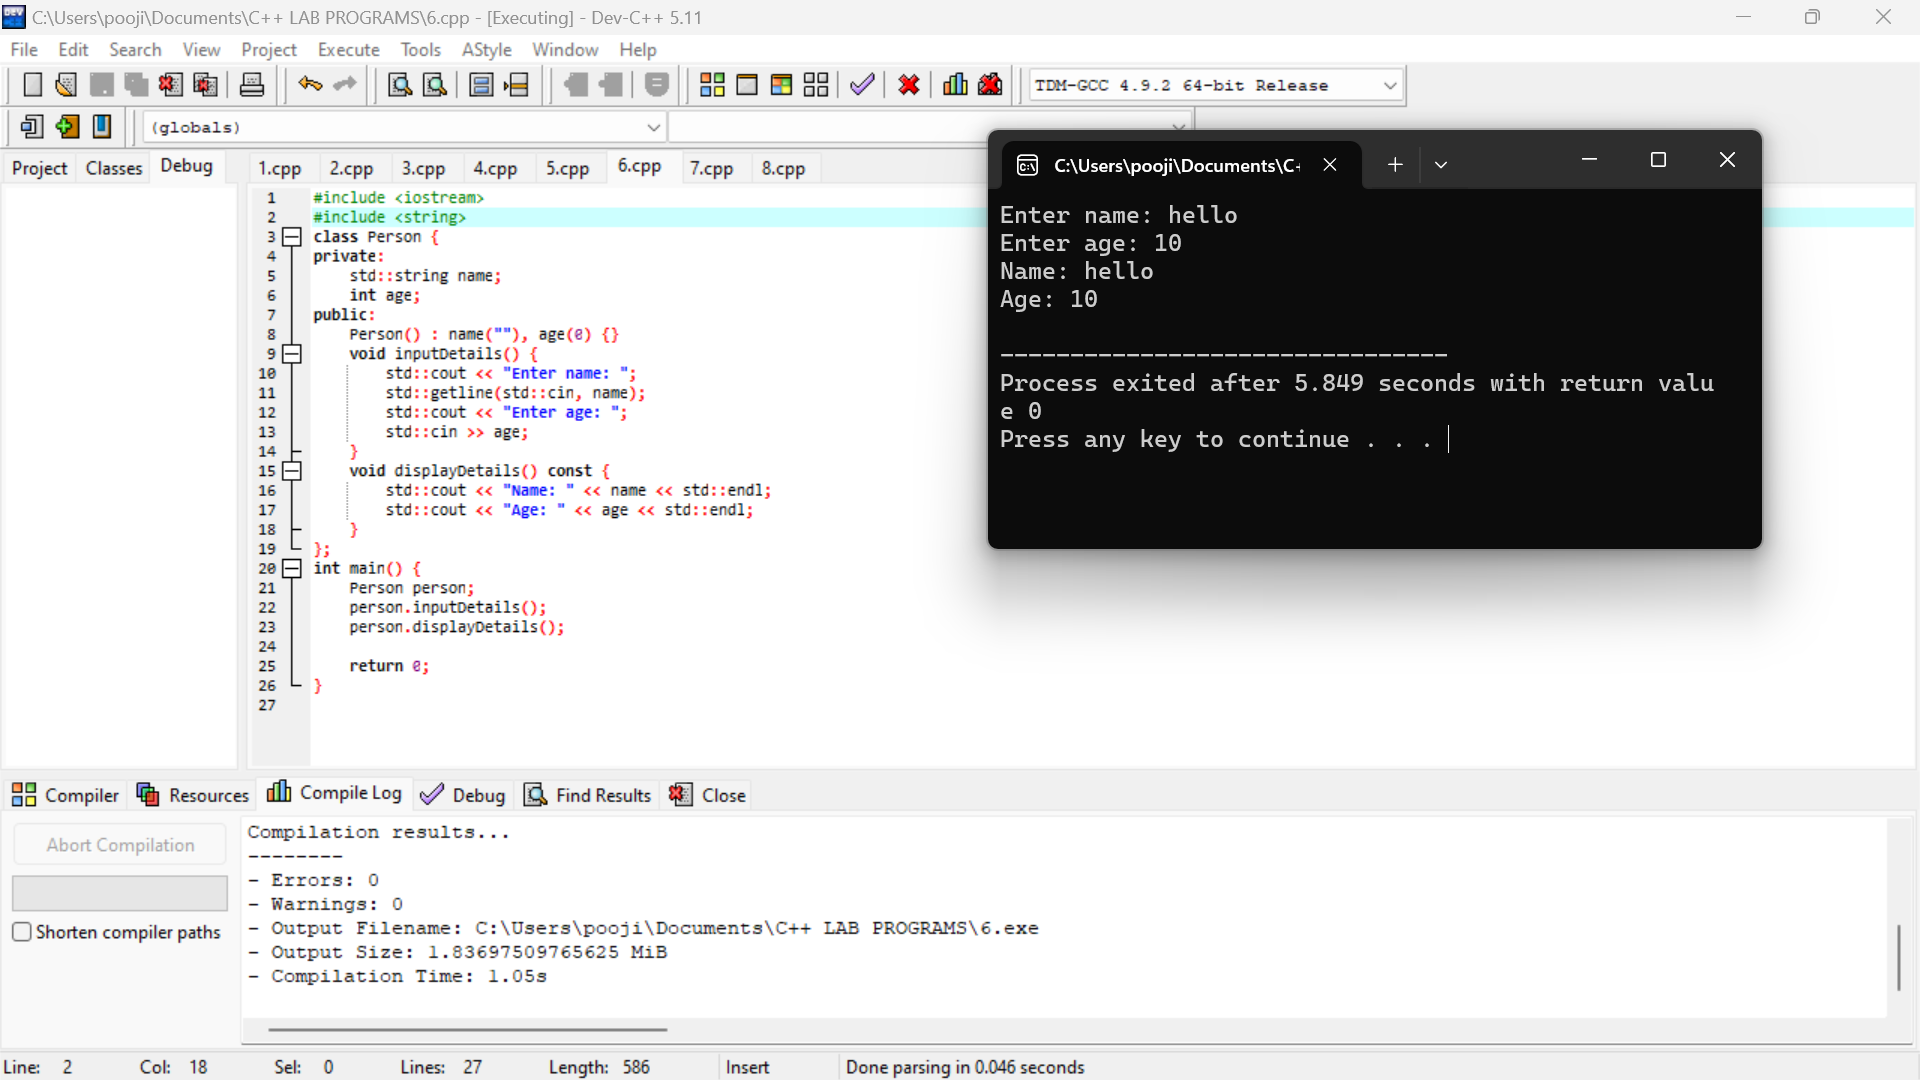 C:\Users\pooji\Documents\C++ LAB PROGRAMS\6.cpp - [Executing] - Dev-C++ 5.11
File Edit Search View Project Execute Tools AStyle Window Help
TDM-GCC 4.9.2 64-bit Release
(globals)
Project Classes Debug
1.cpp 2.cpp 3.cpp 4.cpp 5.cpp 6.cpp 7.cpp 8.cpp
1 #include <iostream>
2 #include <string>
3 class Person {
4 private:
5     std::string name;
6     int age;
7 public:
8     Person() : name(""), age(0) {}
9     void inputDetails() {
10         std::cout << "Enter name: ";
11         std::getline(std::cin, name);
12         std::cout << "Enter age: ";
13         std::cin >> age;
14     }
15     void displayDetails() const {
16         std::cout << "Name: " << name << std::endl;
17         std::cout << "Age: " << age << std::endl;
18     }
19 };
20 int main() {
21     Person person;
22     person.inputDetails();
23     person.displayDetails();
24
25     return 0;
26 }
27
C:\Users\pooji\Documents\C+
Enter name: hello
Enter age: 10
Name: hello
Age: 10
--------------------------------
Process exited after 5.849 seconds with return valu
e 0
Press any key to continue . . .
Compiler Resources Compile Log Debug Find Results Close
Abort Compilation
Shorten compiler paths
Compilation results...
--------
- Errors: 0
- Warnings: 0
- Output Filename: C:\Users\pooji\Documents\C++ LAB PROGRAMS\6.exe
- Output Size: 1.83697509765625 MiB
- Compilation Time: 1.05s
Line: 2 Col: 18 Sel: 0 Lines: 27 Length: 586 Insert Done parsing in 0.046 seconds